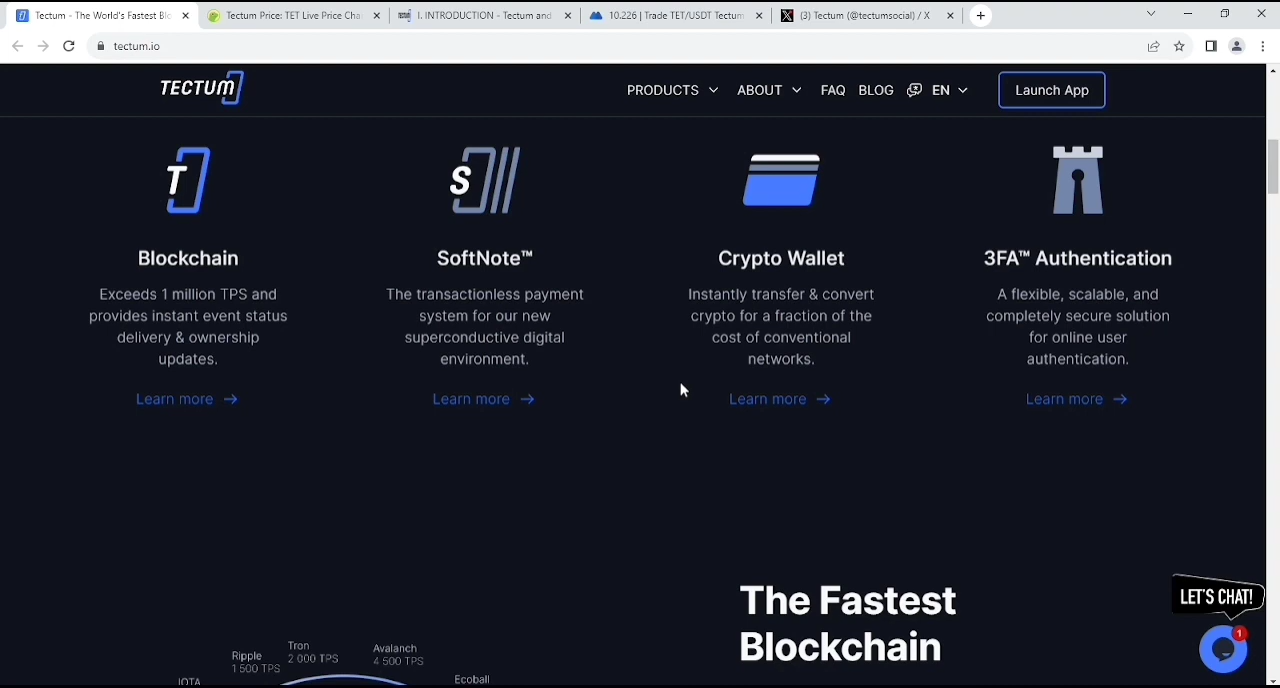 Tectum - The World's Fastest Blo
Tectum Price: TET Live Price Cha
I. INTRODUCTION - Tectum and
10.226 | Trade TET/USDT Tectum
(3) Tectum (@tectumsocial) / X
tectum.io
TECTUM
PRODUCTS
ABOUT
FAQ
BLOG
EN
Launch App
T
S
Blockchain
Exceeds 1 million TPS and
provides instant event status
delivery & ownership
updates.
Learn more →
SoftNote™
The transactionless payment
system for our new
superconductive digital
environment.
Learn more →
Crypto Wallet
Instantly transfer & convert
crypto for a fraction of the
cost of conventional
networks.
Learn more →
3FA™ Authentication
A flexible, scalable, and
completely secure solution
for online user
authentication.
Learn more →
The Fastest
Blockchain
LET'S CHAT!
1
Tron
2 000 TPS
Avalanch
4 500 TPS
Ripple
1 500 TPS
IOTA
Ecoball